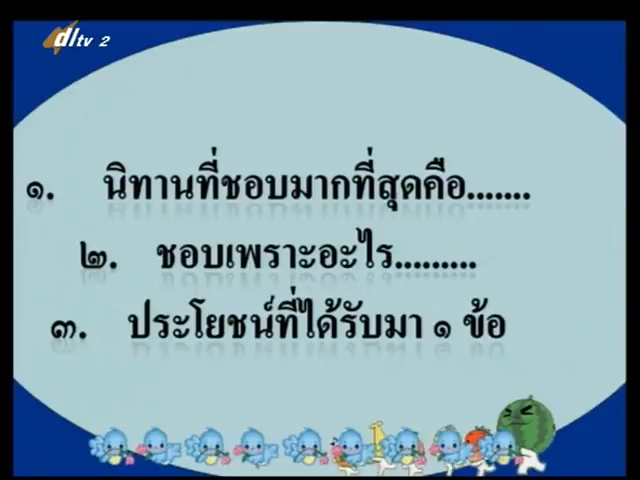 dltv 2
๑. นิทานที่ชอบมากที่สุดคือ.......
๒. ชอบเพราะอะไร.........
๓. ประโยชน์ที่ได้รับมา ๑ ข้อ